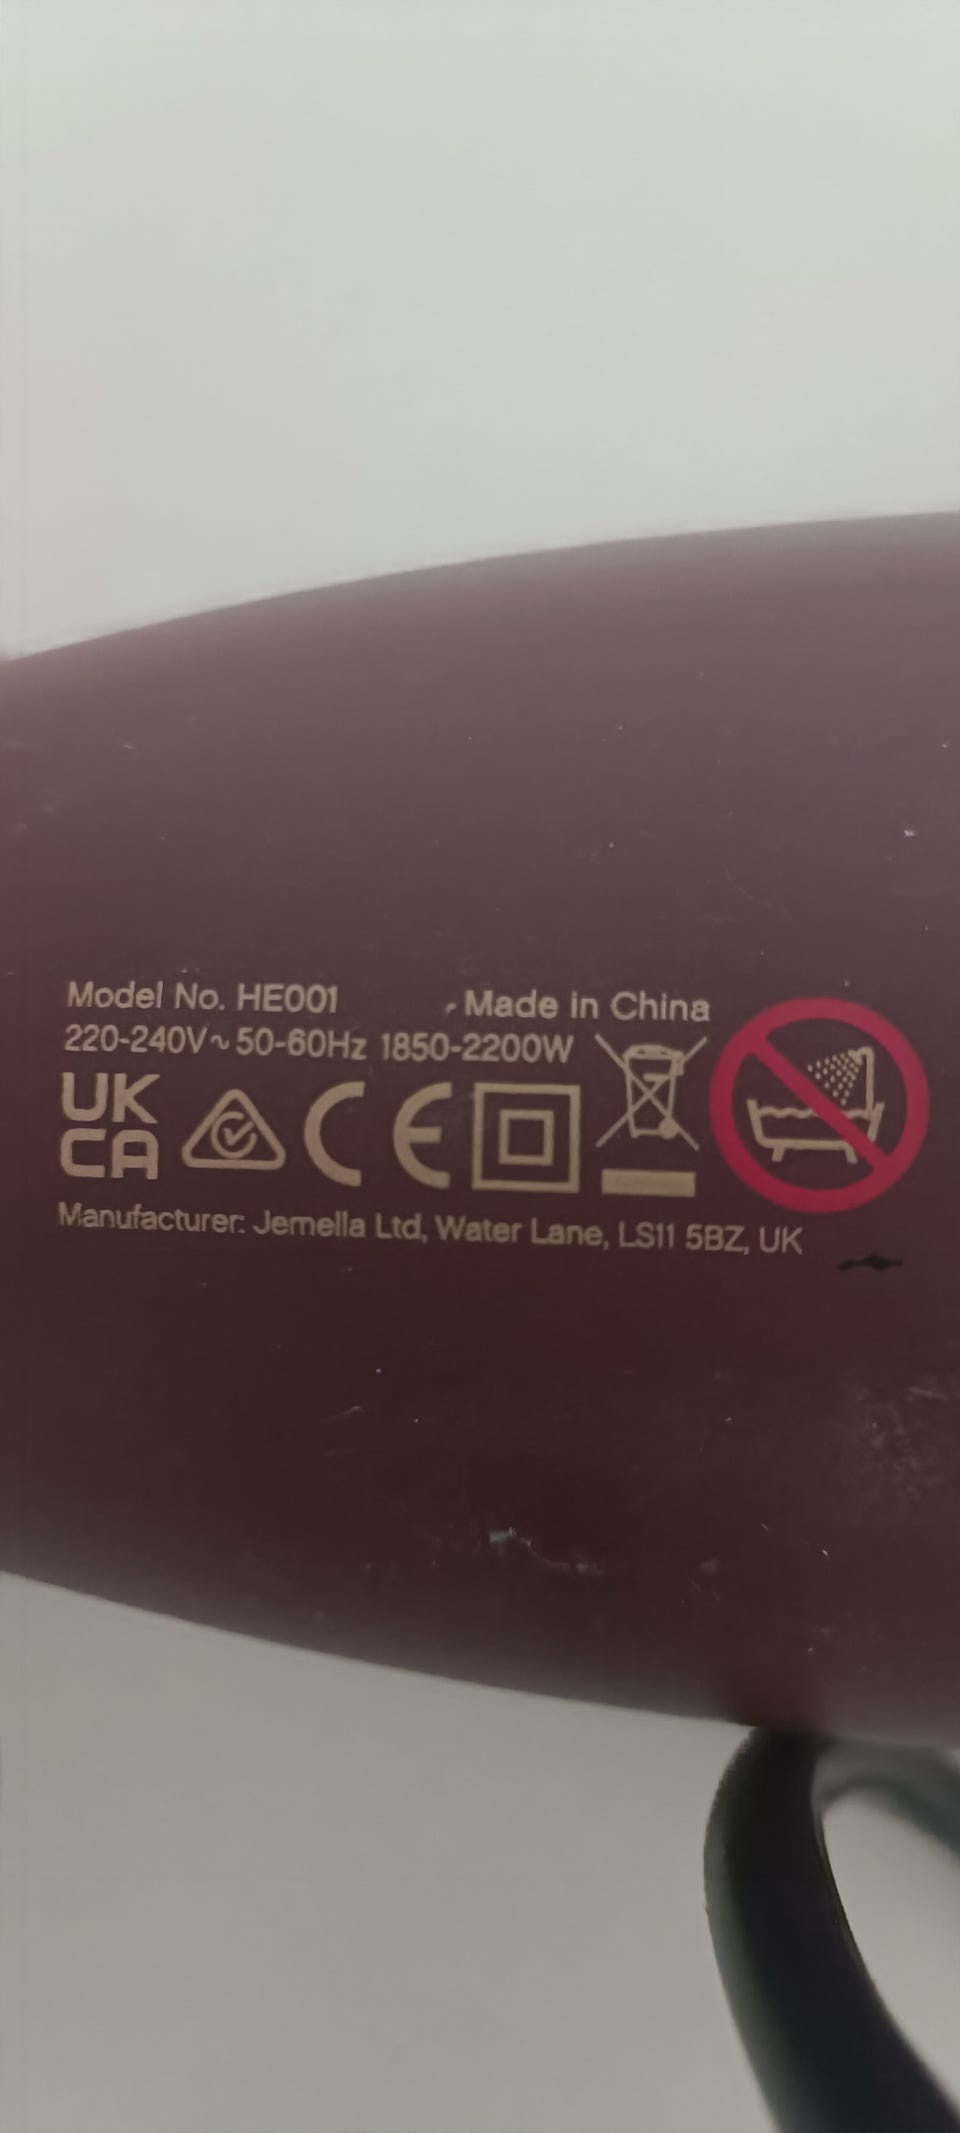 Model No. HE001
Made in China
220-240V~50-60Hz 1850-2200W
UK
CA
CE
Manufacturer: Jemella Ltd, Water Lane, LS11 5BZ, UK